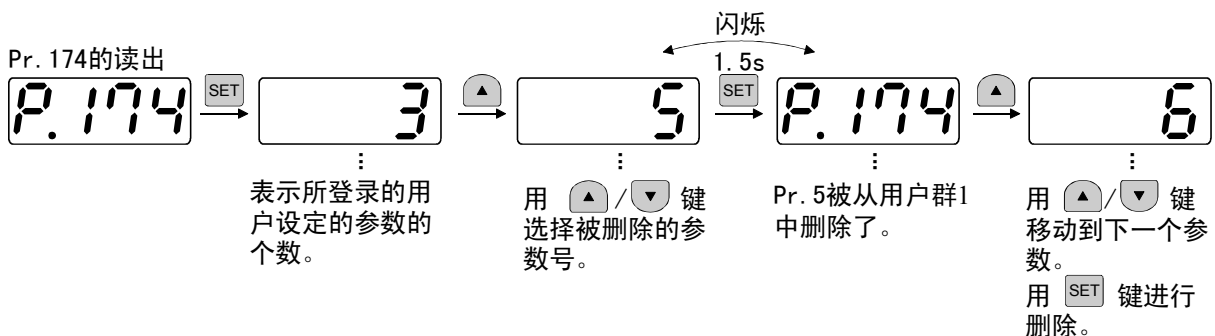 闪烁
Pr.174的读出
1.5s
P.174 SET 3 ▲ 5 SET P.174 ▲ 6
表示所登录的用
户设定的参数的
个数。
用 ▲/▼ 键
选择被删除的参
数号。
Pr.5被从用户群1
中删除了。
用 ▲/▼ 键
移动到下一个参
数。
用 SET 键进行
删除。